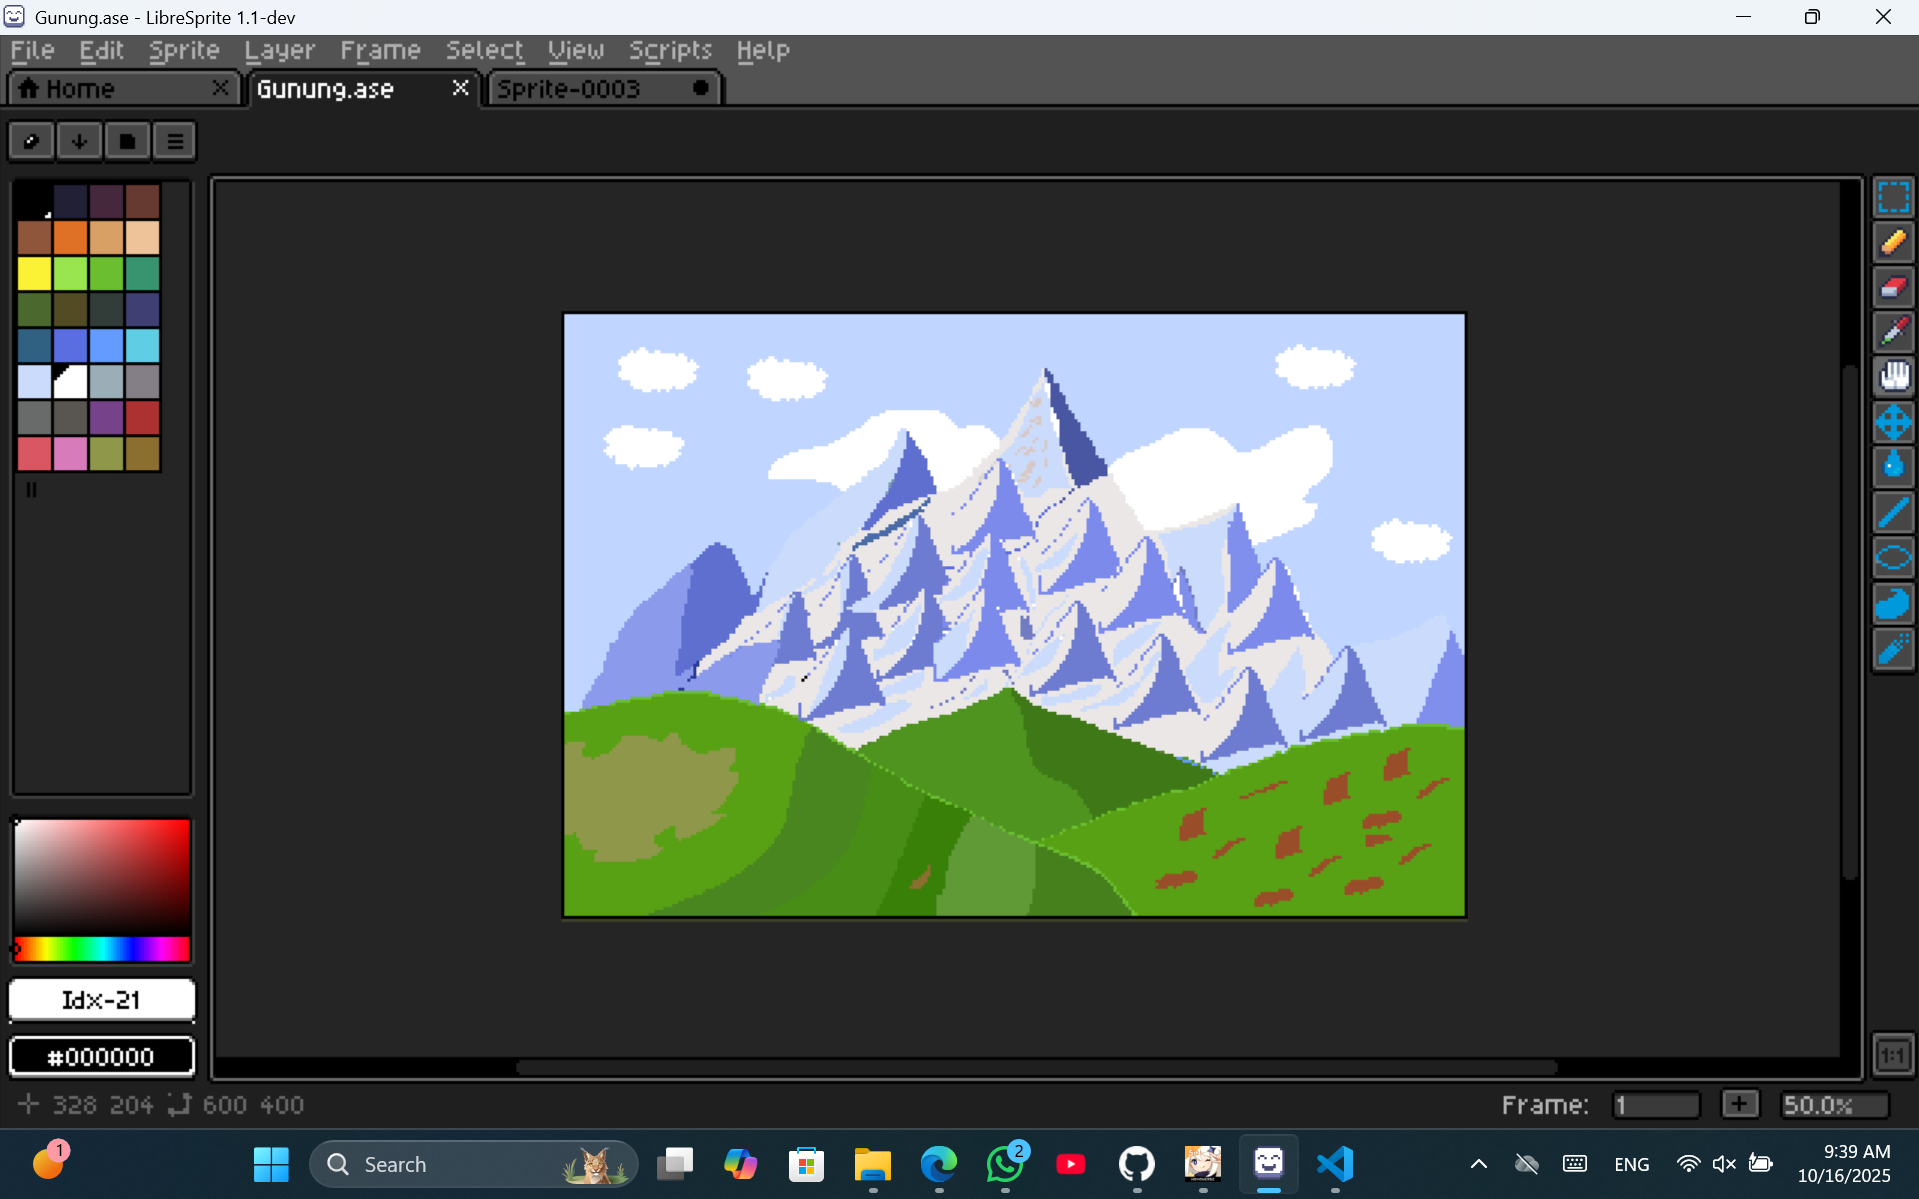 Gunung.ase - LibreSprite 1.1-dev
File Edit Sprite Layer Frame Select View Scripts Help
Home Gunung.ase Sprite-0003
Idx-21
#000000
328 204 600 400 Frame: 1 + 50.0%
1:1
1 Search 2 ENG 9:39 AM
10/16/2025